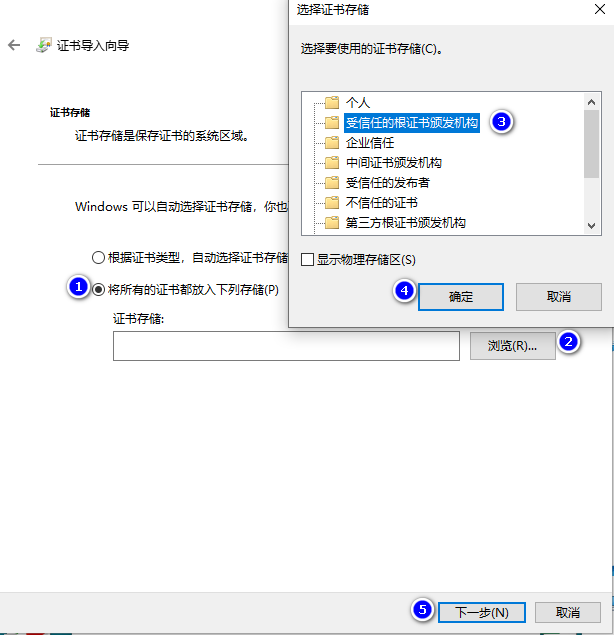 证书导入向导
证书存储
证书存储是保存证书的系统区域。
Windows 可以自动选择证书存储，你也
根据证书类型，自动选择证书存储
1
将所有的证书都放入下列存储(P)
证书存储:
浏览(R)...
2
选择证书存储
选择要使用的证书存储(C)。
个人
受信任的根证书颁发机构
3
企业信任
中间证书颁发机构
受信任的发布者
不信任的证书
第三方根证书颁发机构
显示物理存储区(S)
4
确定
取消
5
下一步(N)
取消